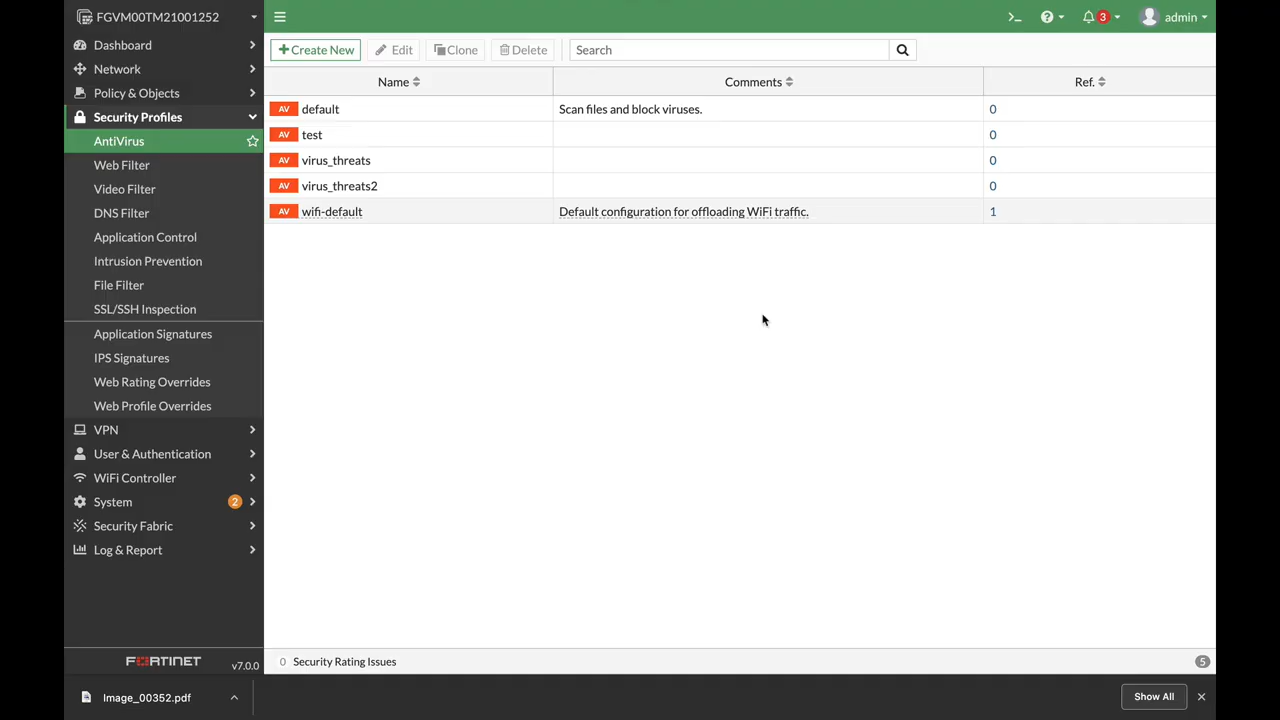 FGVM00TM21001252
3
admin
Dashboard
Network
Policy & Objects
Security Profiles
AntiVirus
Web Filter
Video Filter
DNS Filter
Application Control
Intrusion Prevention
File Filter
SSL/SSH Inspection
Application Signatures
IPS Signatures
Web Rating Overrides
Web Profile Overrides
VPN
User & Authentication
WiFi Controller
System 2
Security Fabric
Log & Report
FORTINET v7.0.0
+Create New Edit Clone Delete Search
Name Comments Ref.
AV default Scan files and block viruses. 0
AV test 0
AV virus_threats 0
AV virus_threats2 0
AV wifi-default Default configuration for offloading WiFi traffic. 1
0 Security Rating Issues 5
Image_00352.pdf Show All